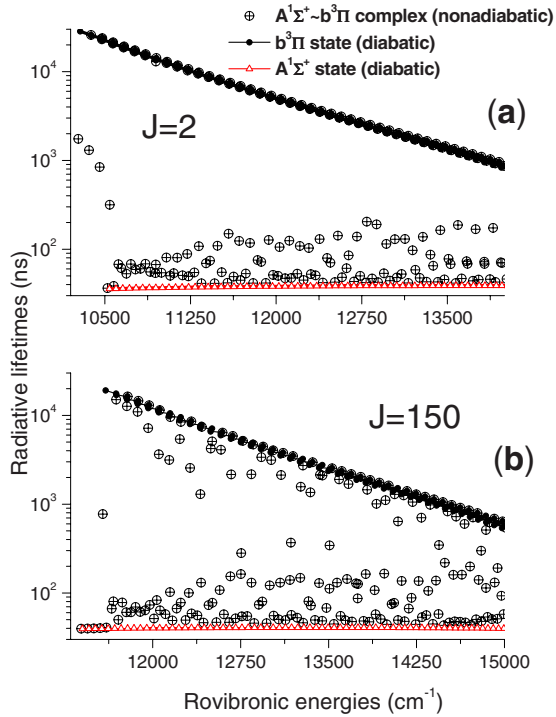 A¹Σ⁺~b³Π complex (nonadiabatic)
b³Π state (diabatic)
A¹Σ⁺ state (diabatic)
(a)
J=2
10⁴
10³
10²
10500 11250 12000 12750 13500
Radiative lifetimes (ns)
(b)
J=150
10⁴
10³
10²
12000 12750 13500 14250 15000
Rovibronic energies (cm⁻¹)